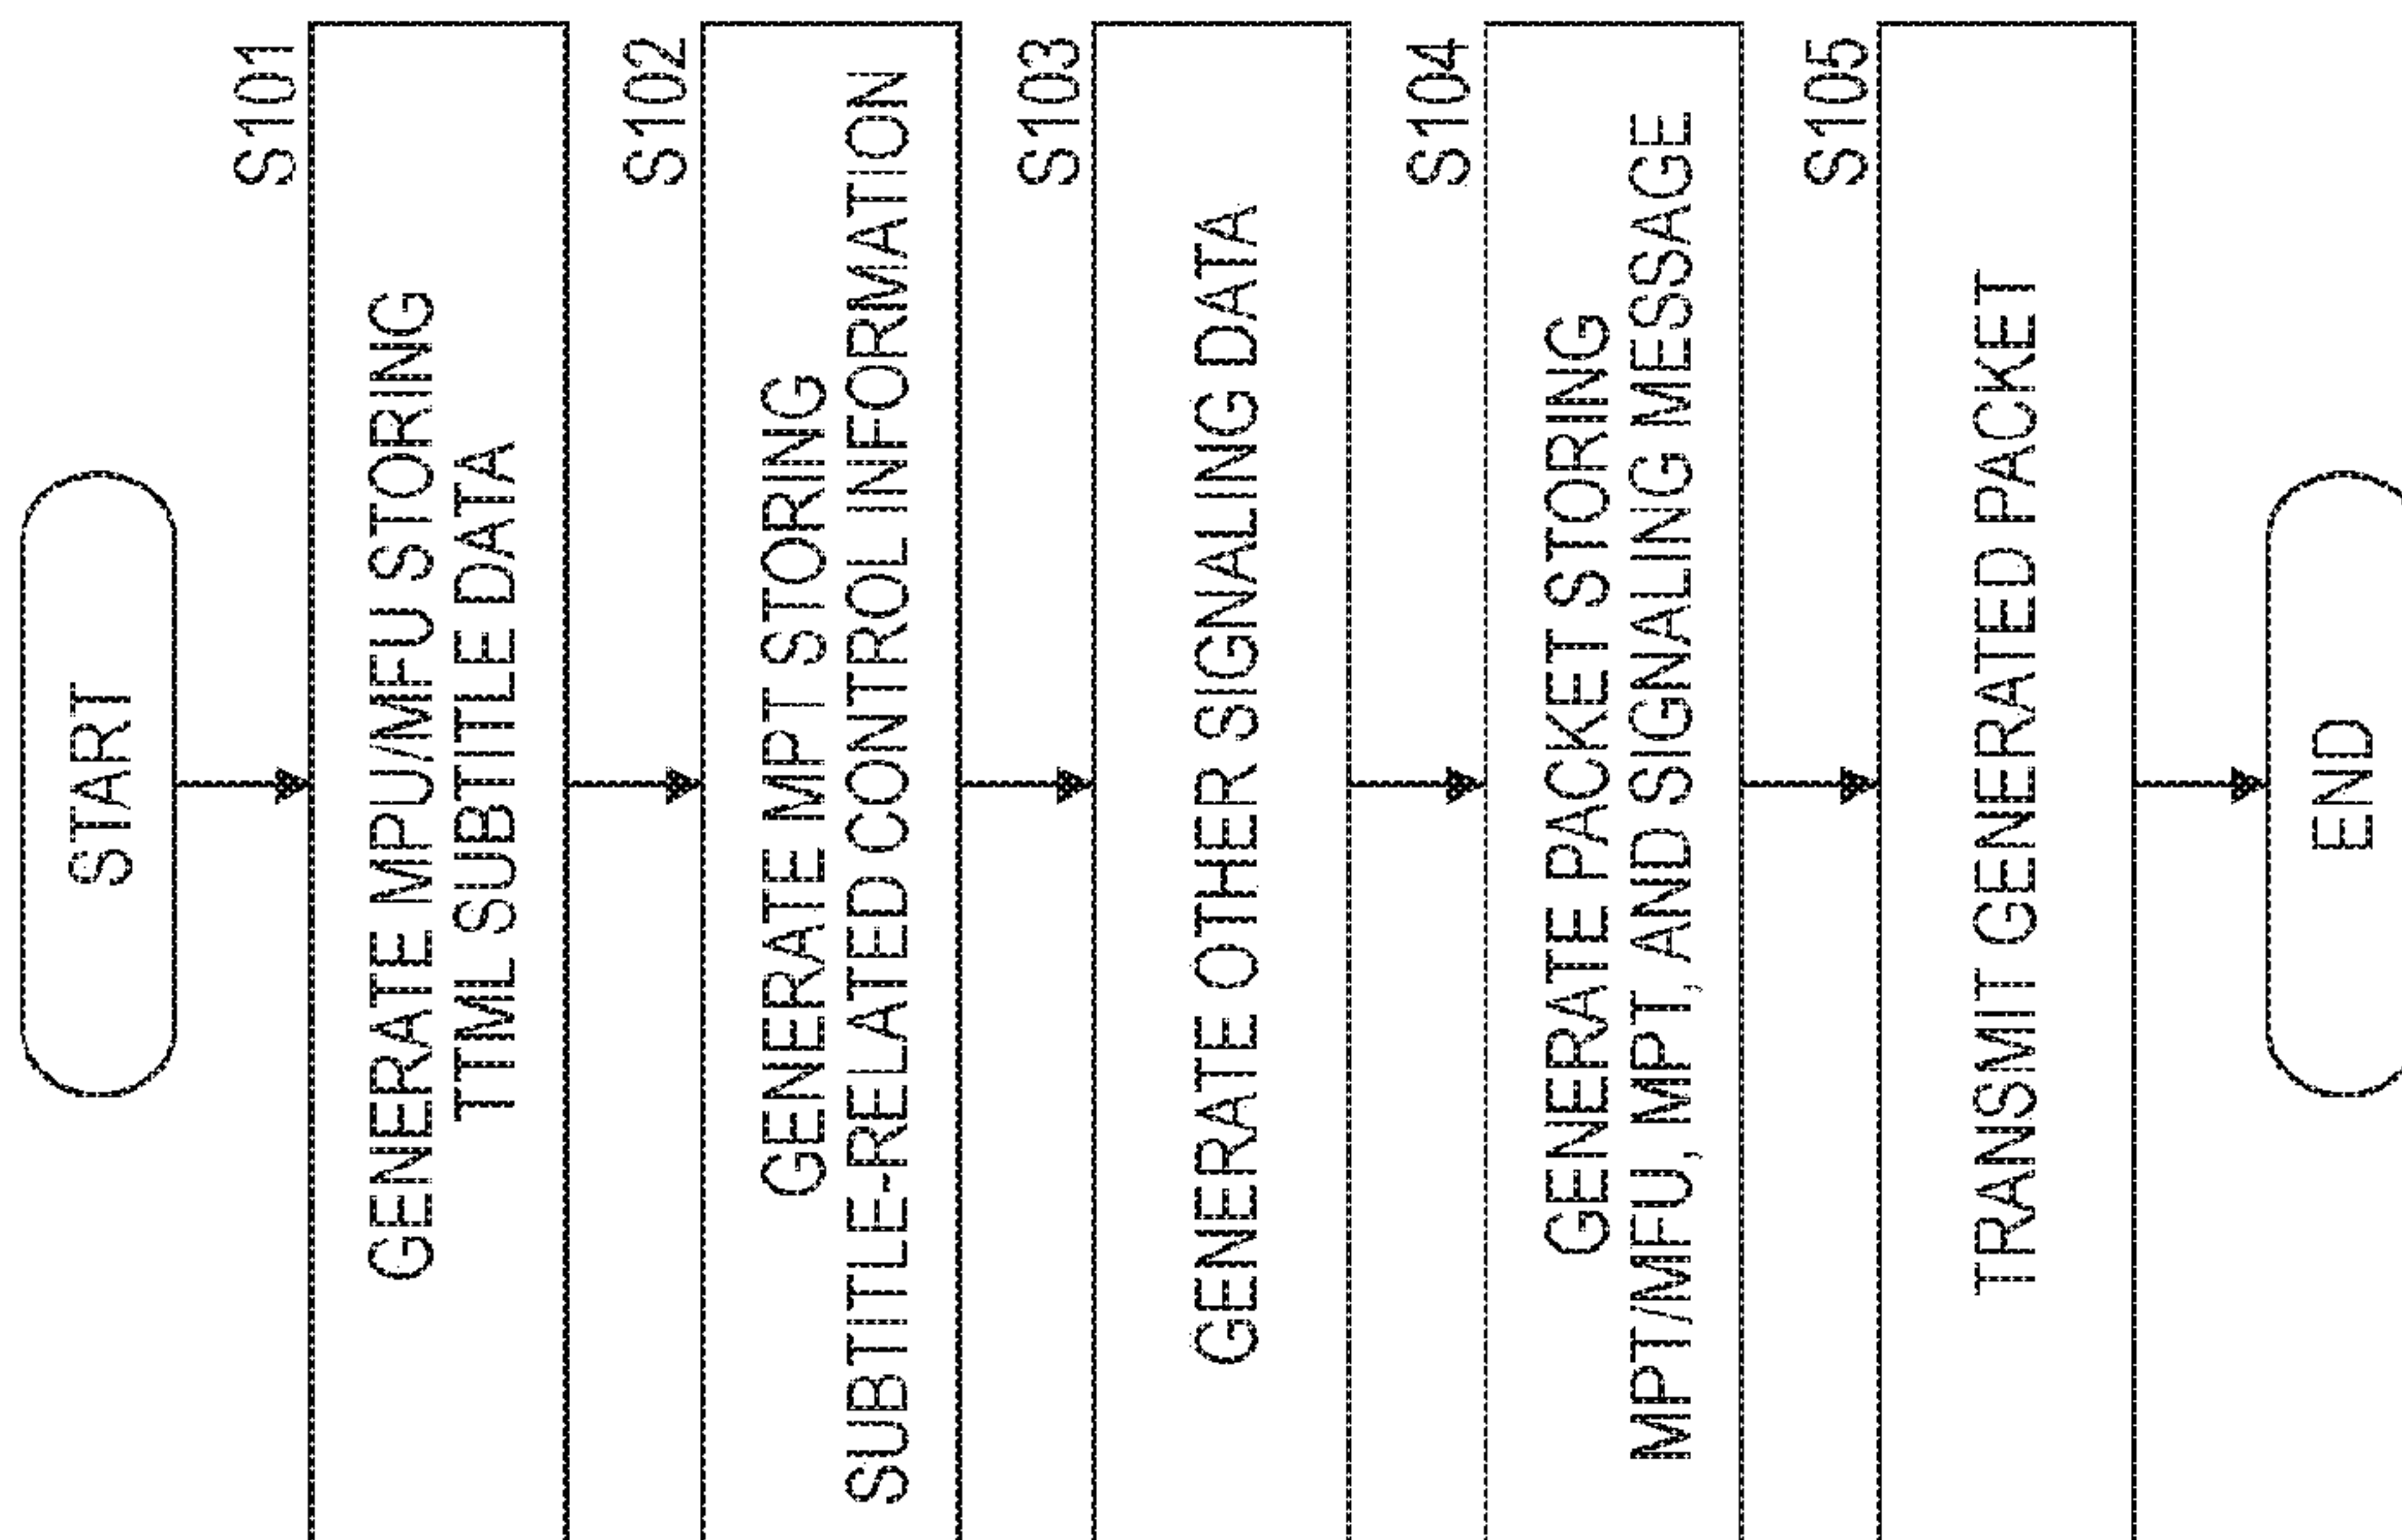 START
S101
GENERATE MPU/MFU STORING
TTML SUBTITLE DATA
S102
GENERATE MPT STORING
SUBTITLE-RELATED CONTROL INFORMATION
S103
GENERATE OTHER SIGNALING DATA
S104
GENERATE PACKET STORING
MPT/MFU, MPT, AND SIGNALING MESSAGE
S105
TRANSMIT GENERATED PACKET
END